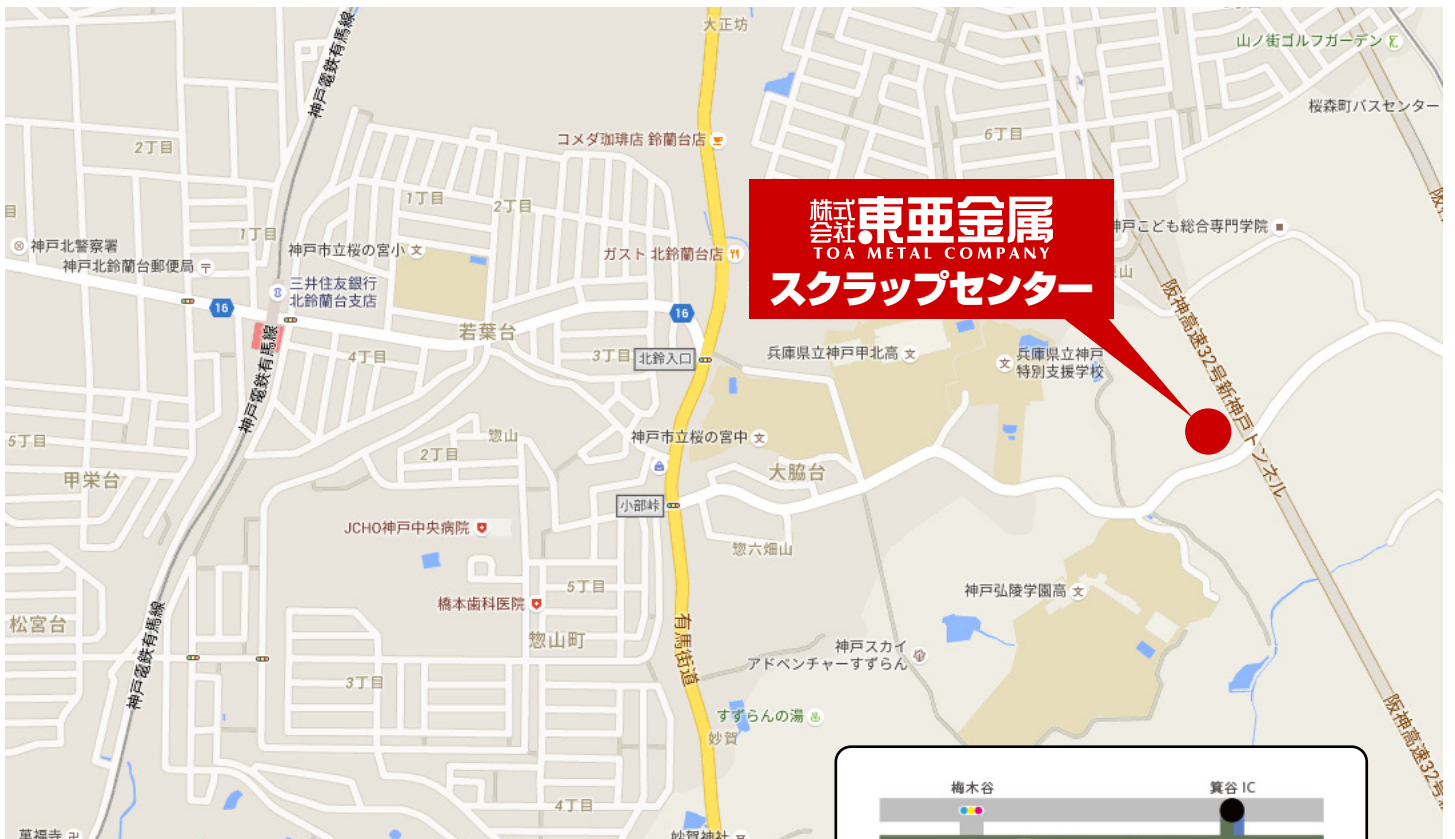 大正坊
山ノ街ゴルフガーデン
神戸電鉄有馬線
桜森町バスセンター
コメダ珈琲店 鈴蘭台店
2丁目
6丁目
1丁目
2丁目
株式会社 東亜金属
TOA METAL COMPANY
スクラップセンター
目
1丁目
神戸こども総合専門学院
神戸北警察署
神戸市立桜の宮小
ガスト 北鈴蘭台店
神戸北鈴蘭台郵便局
東山
三井住友銀行
北鈴蘭台支店
16
16
阪神高速32号新神戸トンネル
若葉台
4丁目
3丁目
北鈴入口
兵庫県立神戸甲北高
兵庫県立神戸
特別支援学校
神戸電鉄有馬線
5丁目
惣山
神戸市立桜の宮中
2丁目
大脇台
甲栄台
小部峠
JCHO神戸中央病院
惣六畑山
5丁目
神戸弘陵学園高
橋本歯科医院
松宮台
惣山町
有馬街道
神戸スカイ
アドベンチャーすずらん
神戸電鉄有馬線
3丁目
すずらんの湯
妙賀
阪神高速32号
梅木谷
箕谷 IC
4丁目
萬福寺
妙賀神社